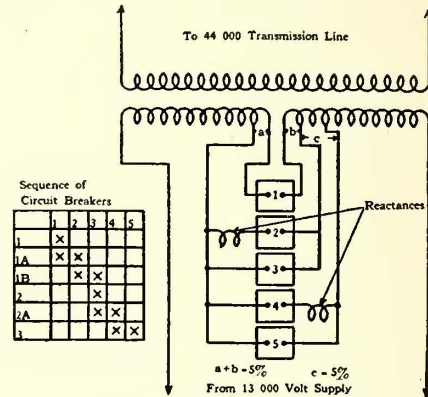 To 44 000 Transmission Line
a b c
Sequence of
Circuit Breakers
1 2 3 4 5
1 X
1A X X
1B X X
2 X
2A X X
3 X X
1
2
3
4
5
Reactances
a+b = 5% c = 5%
From 13 000 Volt Supply